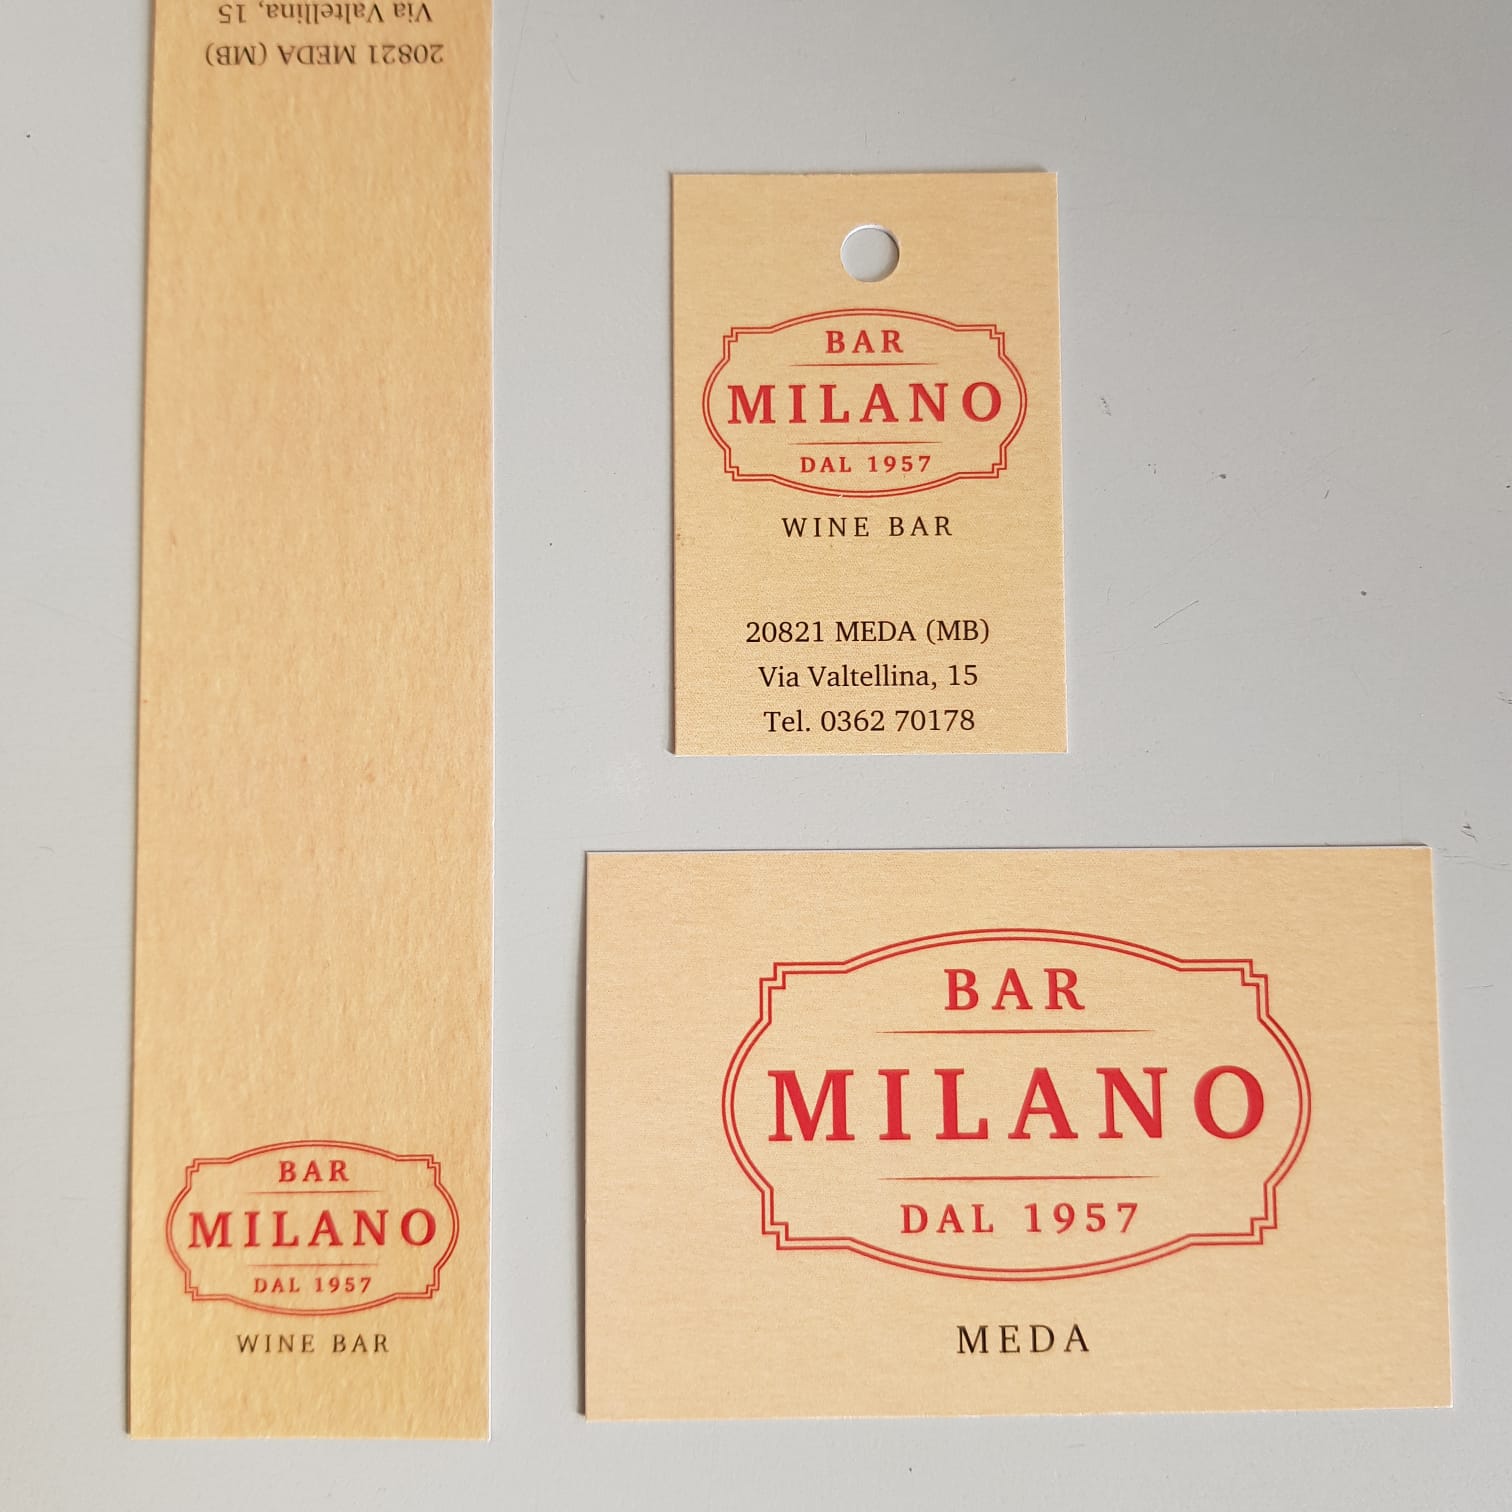 Via Valtellina, 15
20821 MEDA (MB)
BAR
MILANO
DAL 1957
WINE BAR
BAR
MILANO
DAL 1957
WINE BAR
20821 MEDA (MB)
Via Valtellina, 15
Tel. 0362 70178
BAR
MILANO
DAL 1957
MEDA